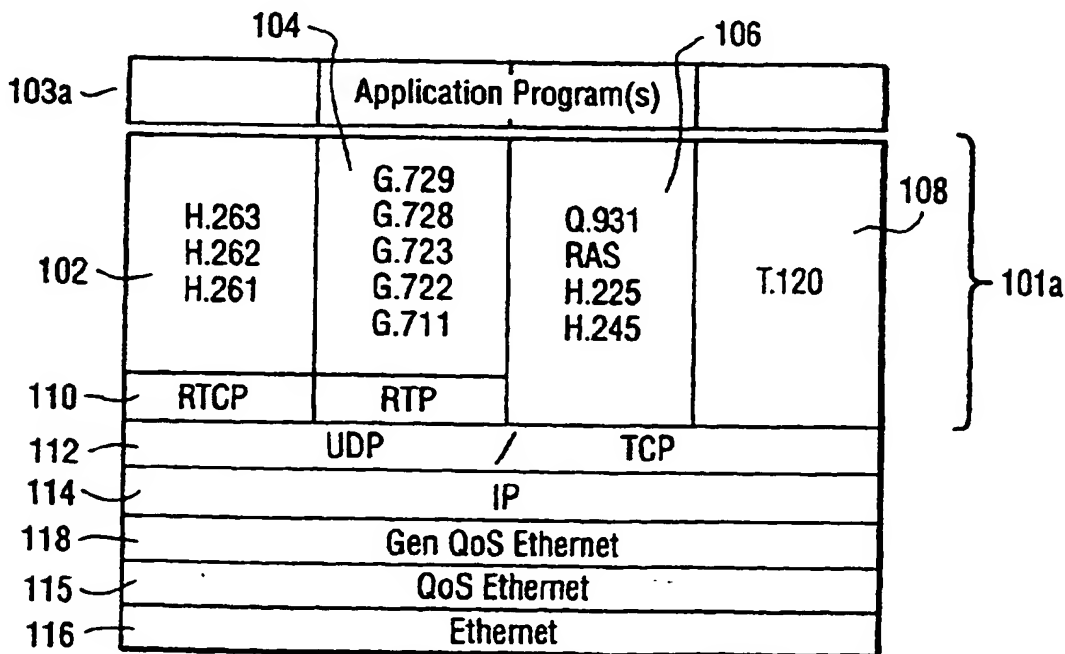 104
106
103a
Application Program(s)
102
H.263
H.262
H.261
G.729
G.728
G.723
G.722
G.711
Q.931
RAS
H.225
H.245
108
T.120
101a
110
RTCP
RTP
112
UDP / TCP
114
IP
118
Gen QoS Ethernet
115
QoS Ethernet
116
Ethernet